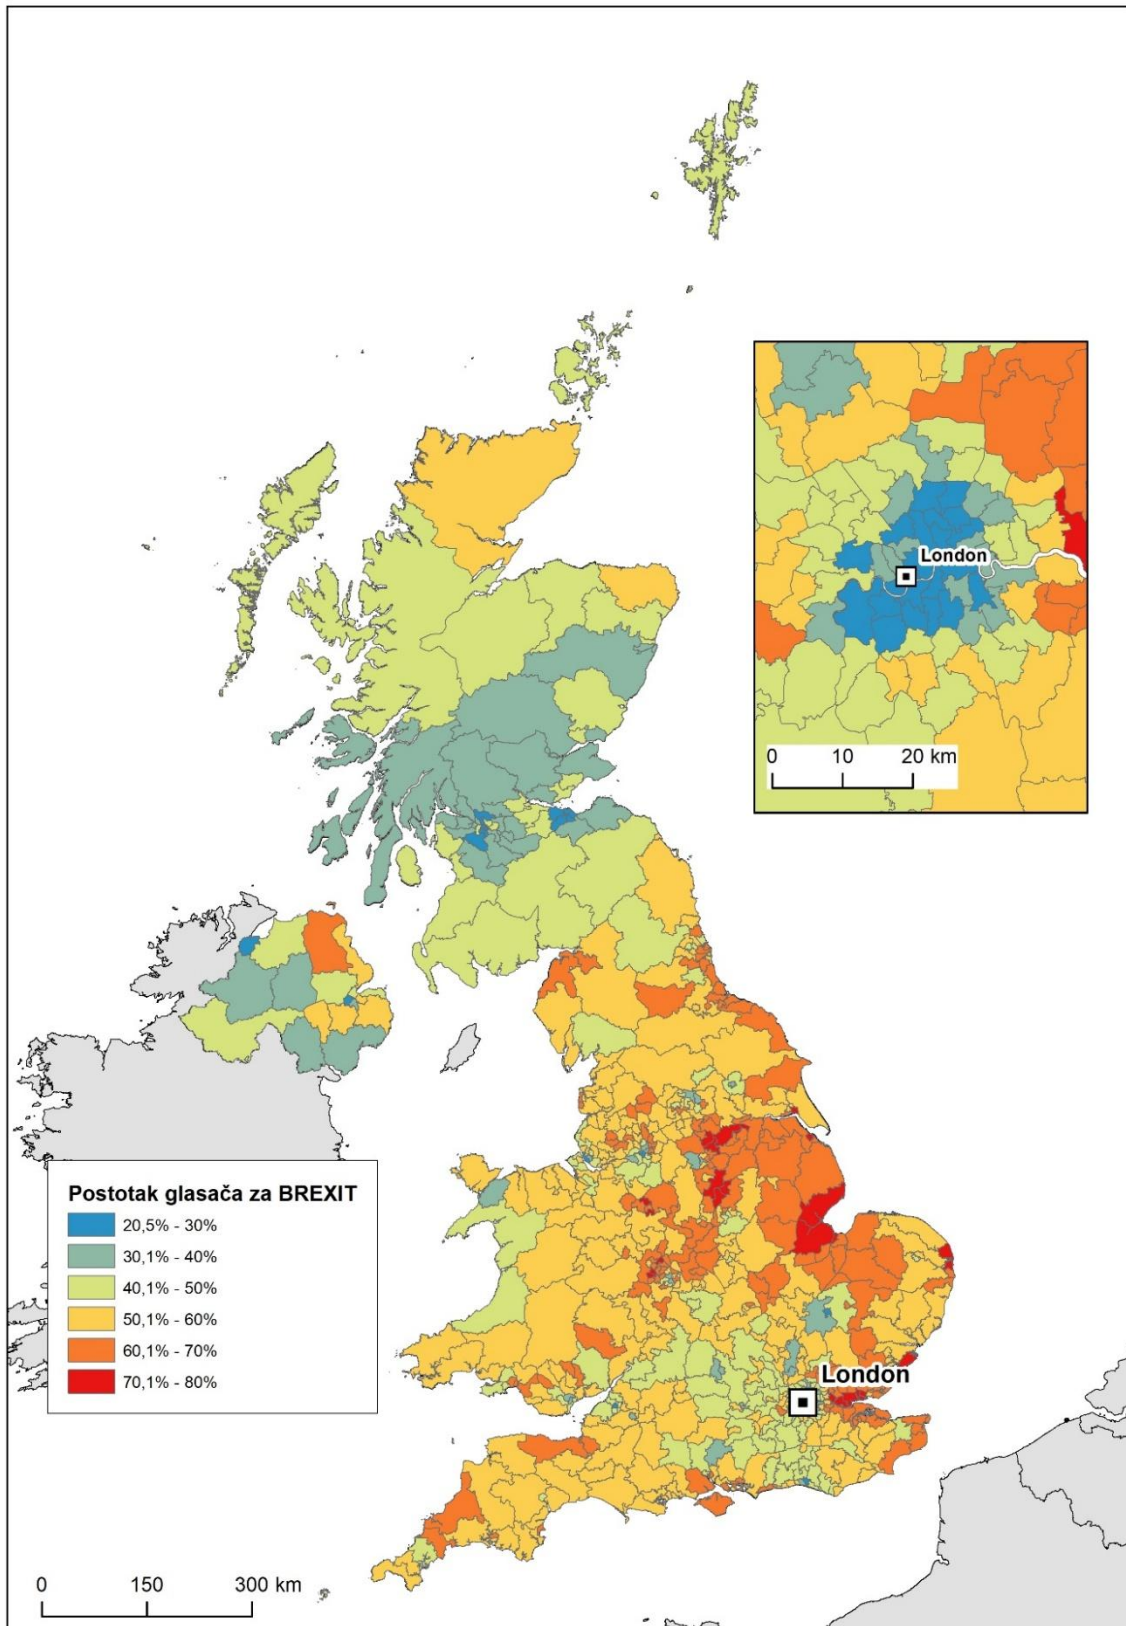 London
0 10 20 km
Postotak glasača za BREXIT
20,5% - 30%
30,1% - 40%
40,1% - 50%
50,1% - 60%
60,1% - 70%
70,1% - 80%
London
0 150 300 km